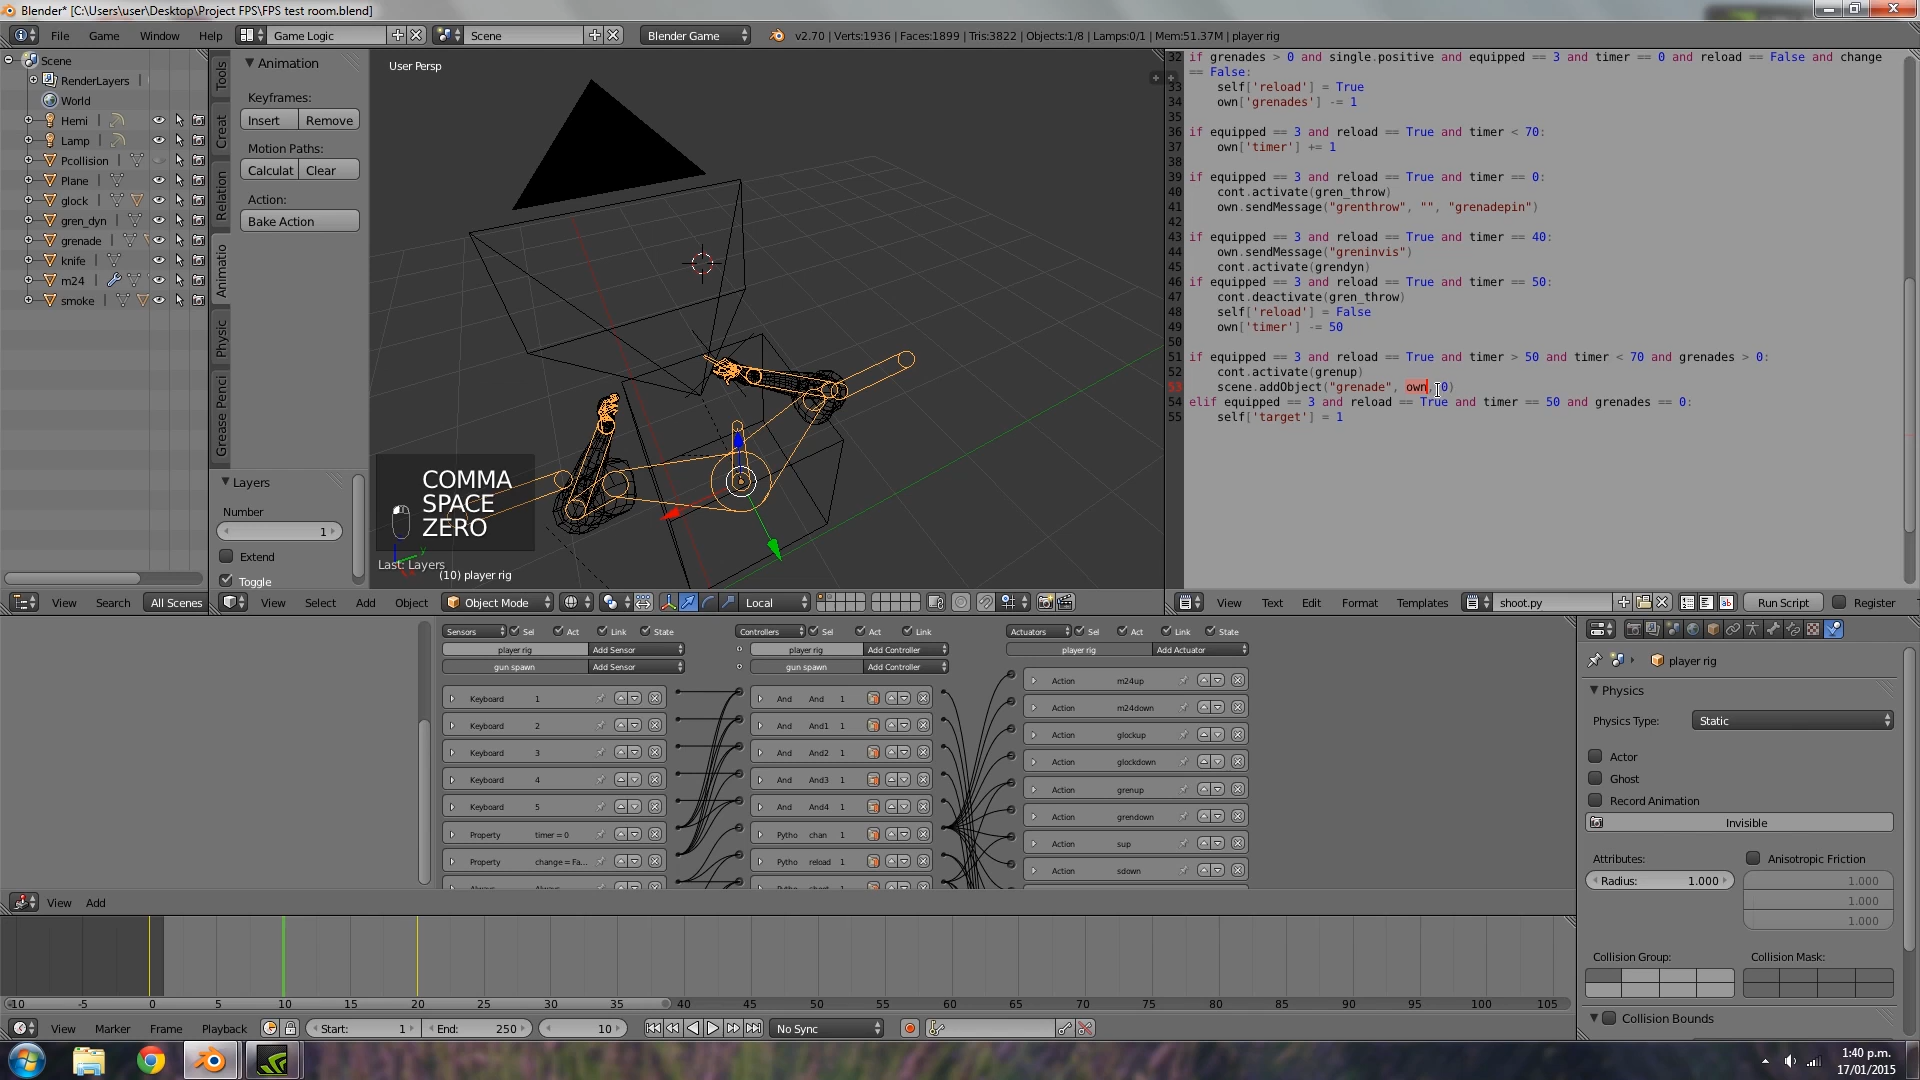 Blender* [C:\Users\user\Desktop\Project FPS\FPS test room.blend]
File Game Window Help Game Logic Scene Blender Game v2.70 | Verts:1936 | Faces:1899 | Tris:3822 | Objects:1/8 | Lamps:0/1 | Mem:51.37M | player rig
Scene
RenderLayers
World
Hemi
Lamp
Pcollision
Plane
glock
gren_dyn
grenade
knife
m24
smoke
View Search All Scenes
Tools
Creat
Relation
Animatio
Physic
Grease Penci
Animation
Keyframes:
Insert Remove
Motion Paths:
Calculat Clear
Action:
Bake Action
Layers
Number
1
Extend
Toggle
User Persp
COMMA
SPACE
ZERO
Last: Layers
(10) player rig
View Select Add Object Object Mode Local
32 if grenades > 0 and single.positive and equipped == 3 and timer == 0 and reload == False and change
== False:
33 self['reload'] = True
34 own['grenades'] -= 1
35
36 if equipped == 3 and reload == True and timer < 70:
37 own['timer'] += 1
38
39 if equipped == 3 and reload == True and timer == 0:
40 cont.activate(gren_throw)
41 own.sendMessage("grenthrow", "", "grenadepin")
42
43 if equipped == 3 and reload == True and timer == 40:
44 own.sendMessage("greninvis")
45 cont.activate(grendyn)
46 if equipped == 3 and reload == True and timer == 50:
47 cont.deactivate(gren_throw)
48 self['reload'] = False
49 own['timer'] -= 50
50
51 if equipped == 3 and reload == True and timer > 50 and timer < 70 and grenades > 0:
52 cont.activate(grenup)
53 scene.addObject("grenade", own, 0)
54 elif equipped == 3 and reload == True and timer == 50 and grenades == 0:
55 self['target'] = 1
View Text Edit Format Templates shoot.py Run Script Register
Sensors Sel Act Link State
player rig Add Sensor
gun spawn Add Sensor
Keyboard 1
Keyboard 2
Keyboard 3
Keyboard 4
Keyboard 5
Property timer = 0
Property change = Fa...
Controllers Sel Act Link
player rig Add Controller
gun spawn Add Controller
And And 1
And And1 1
And And2 1
And And3 1
And And4 1
Pytho chan 1
Pytho reload 1
Actuators Sel Act Link State
player rig Add Actuator
Action m24up
Action m24down
Action glockup
Action glockdown
Action grenup
Action grendown
Action sup
Action sdown
View Add
player rig
Physics
Physics Type: Static
Actor
Ghost
Record Animation
Invisible
Attributes: Anisotropic Friction
Radius: 1.000 1.000
1.000
1.000
Collision Group: Collision Mask:
Collision Bounds
-10 -5 0 5 10 15 20 25 30 35 40 45 50 55 60 65 70 75 80 85 90 95 100 105
View Marker Frame Playback Start: 1 End: 250 10 No Sync
1:40 p.m.
17/01/2015